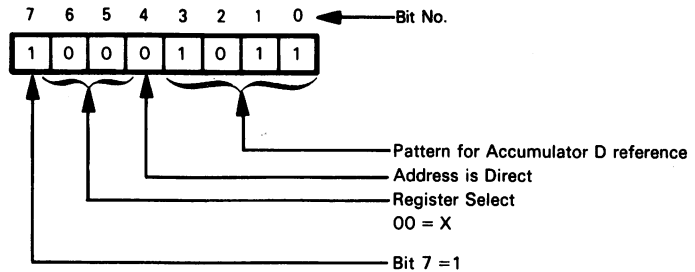 7 6 5 4 3 2 1 0 Bit No.
1 0 0 0 1 0 1 1
Pattern for Accumulator D reference
Address is Direct
Register Select
00 = X
Bit 7 =1